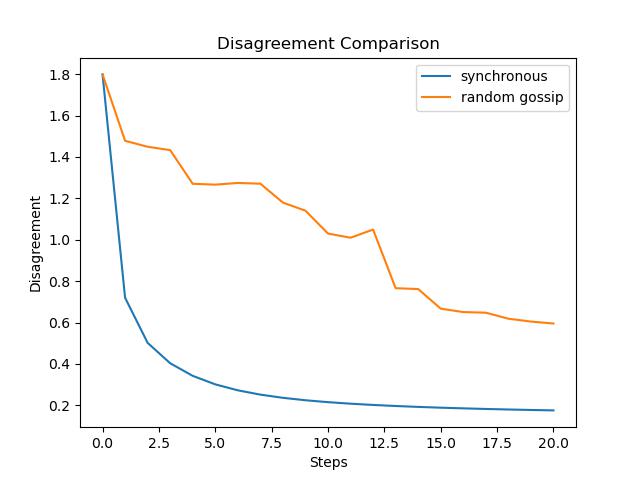 Disagreement Comparison
synchronous
random gossip
Disagreement
1.8
1.6
1.4
1.2
1.0
0.8
0.6
0.4
0.2
0.0 2.5 5.0 7.5 10.0 12.5 15.0 17.5 20.0
Steps